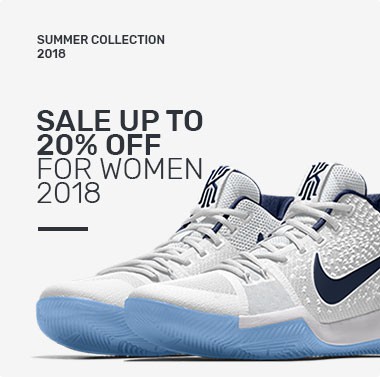 SUMMER COLLECTION
2018
SALE UP TO
20% OFF
FOR WOMEN
2018